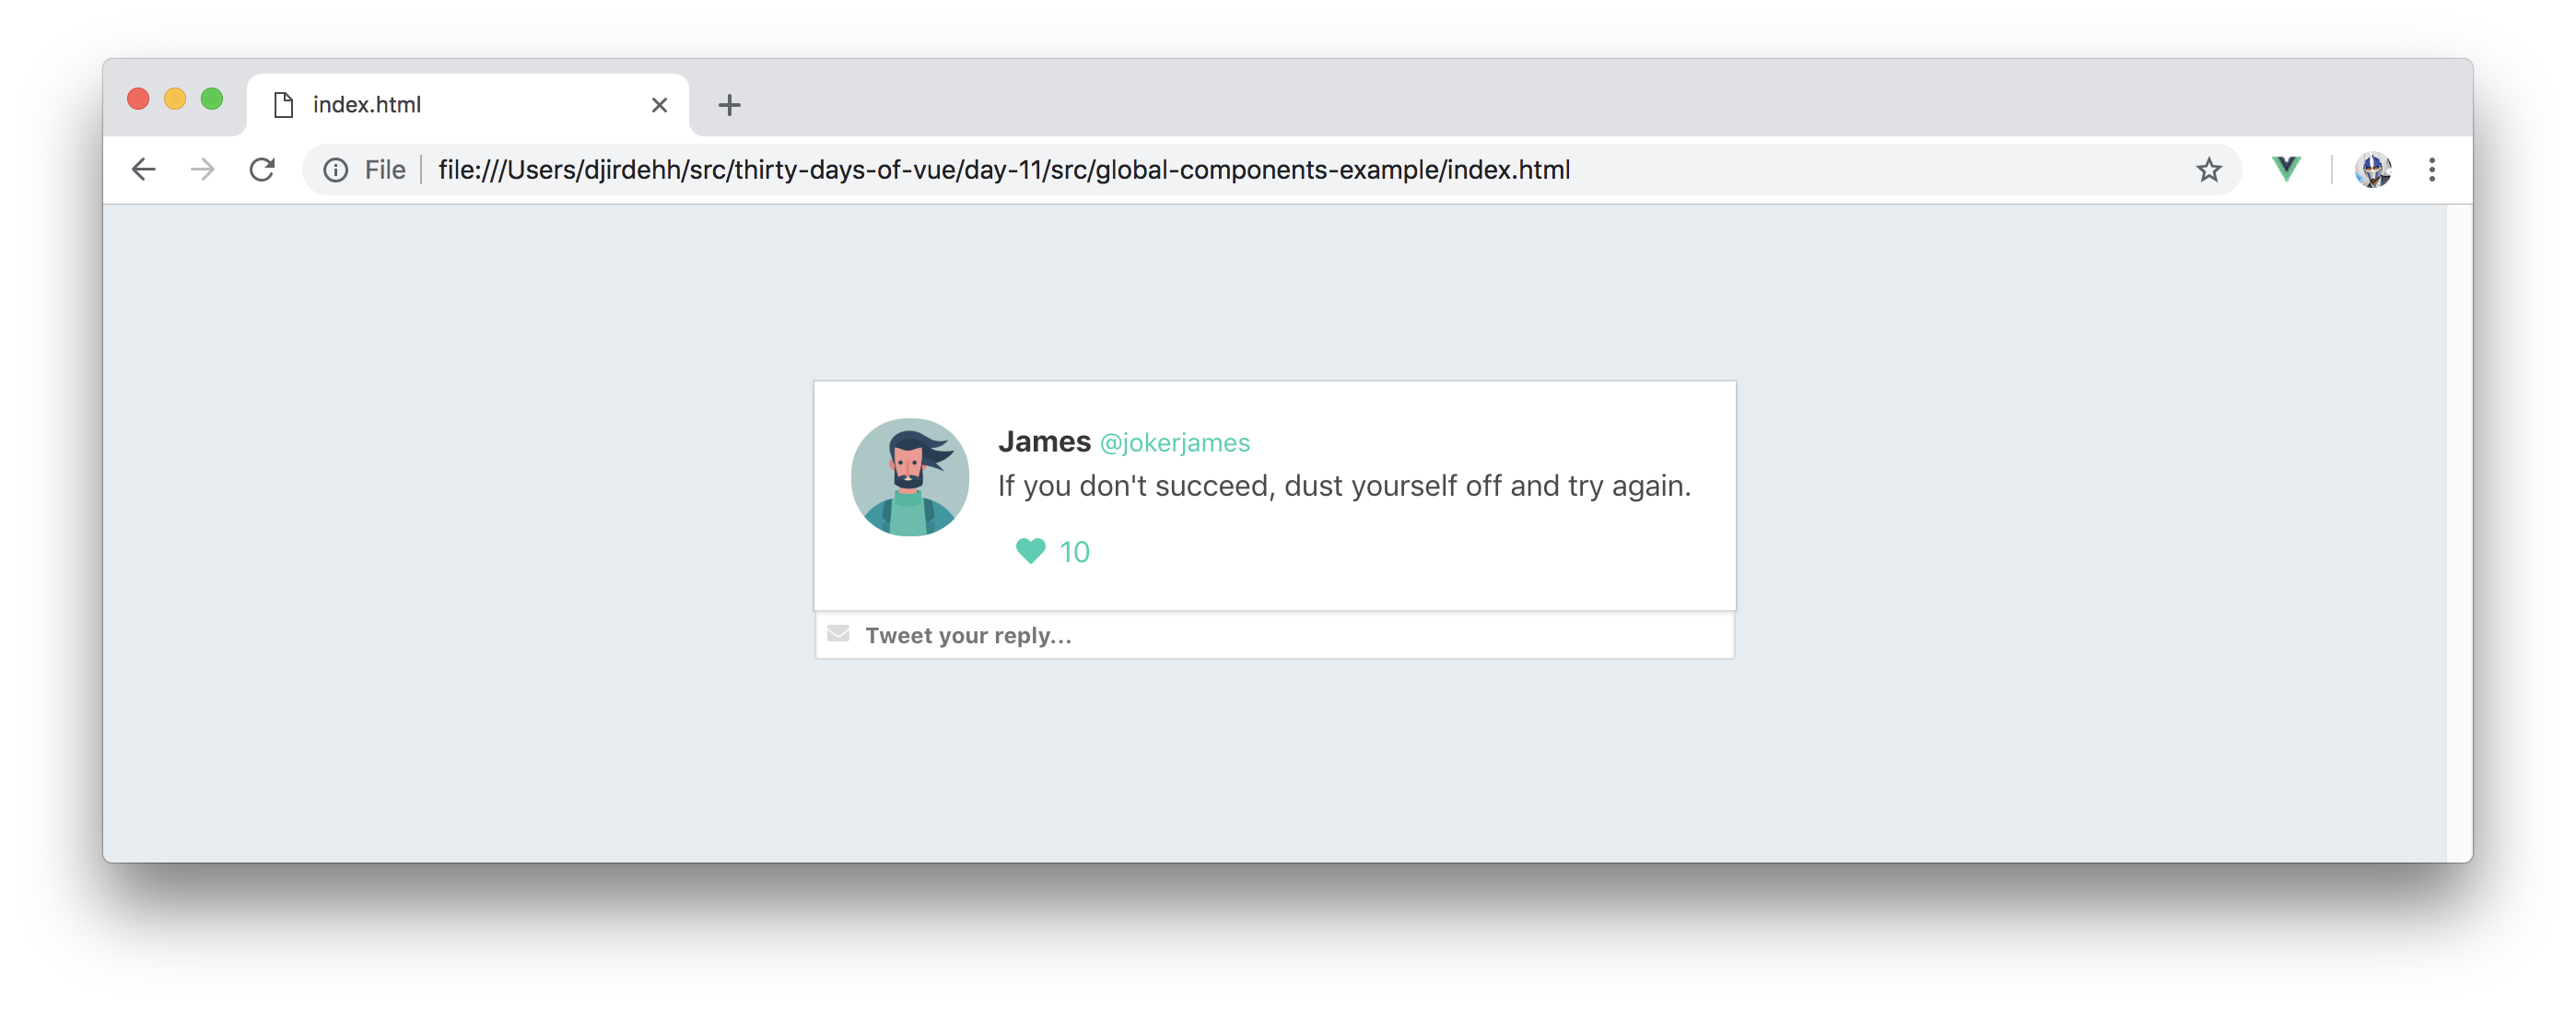 index.html
File file:///Users/djirdehh/src/thirty-days-of-vue/day-11/src/global-components-example/index.html
James @jokerjames
If you don't succeed, dust yourself off and try again.
10
Tweet your reply...